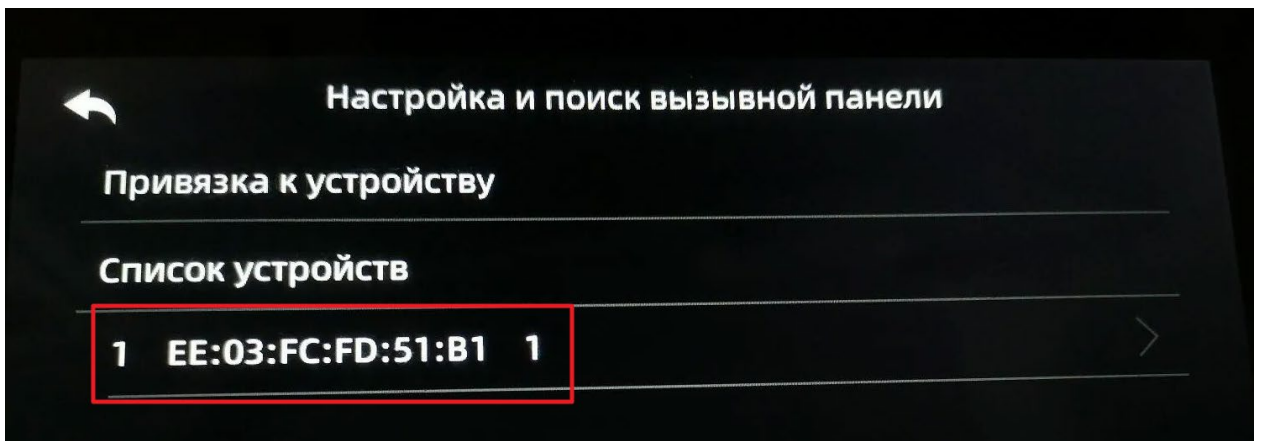 Настройка и поиск вызывной панели
Привязка к устройству
Список устройств
1 EE:03:FC:FD:51:B1 1